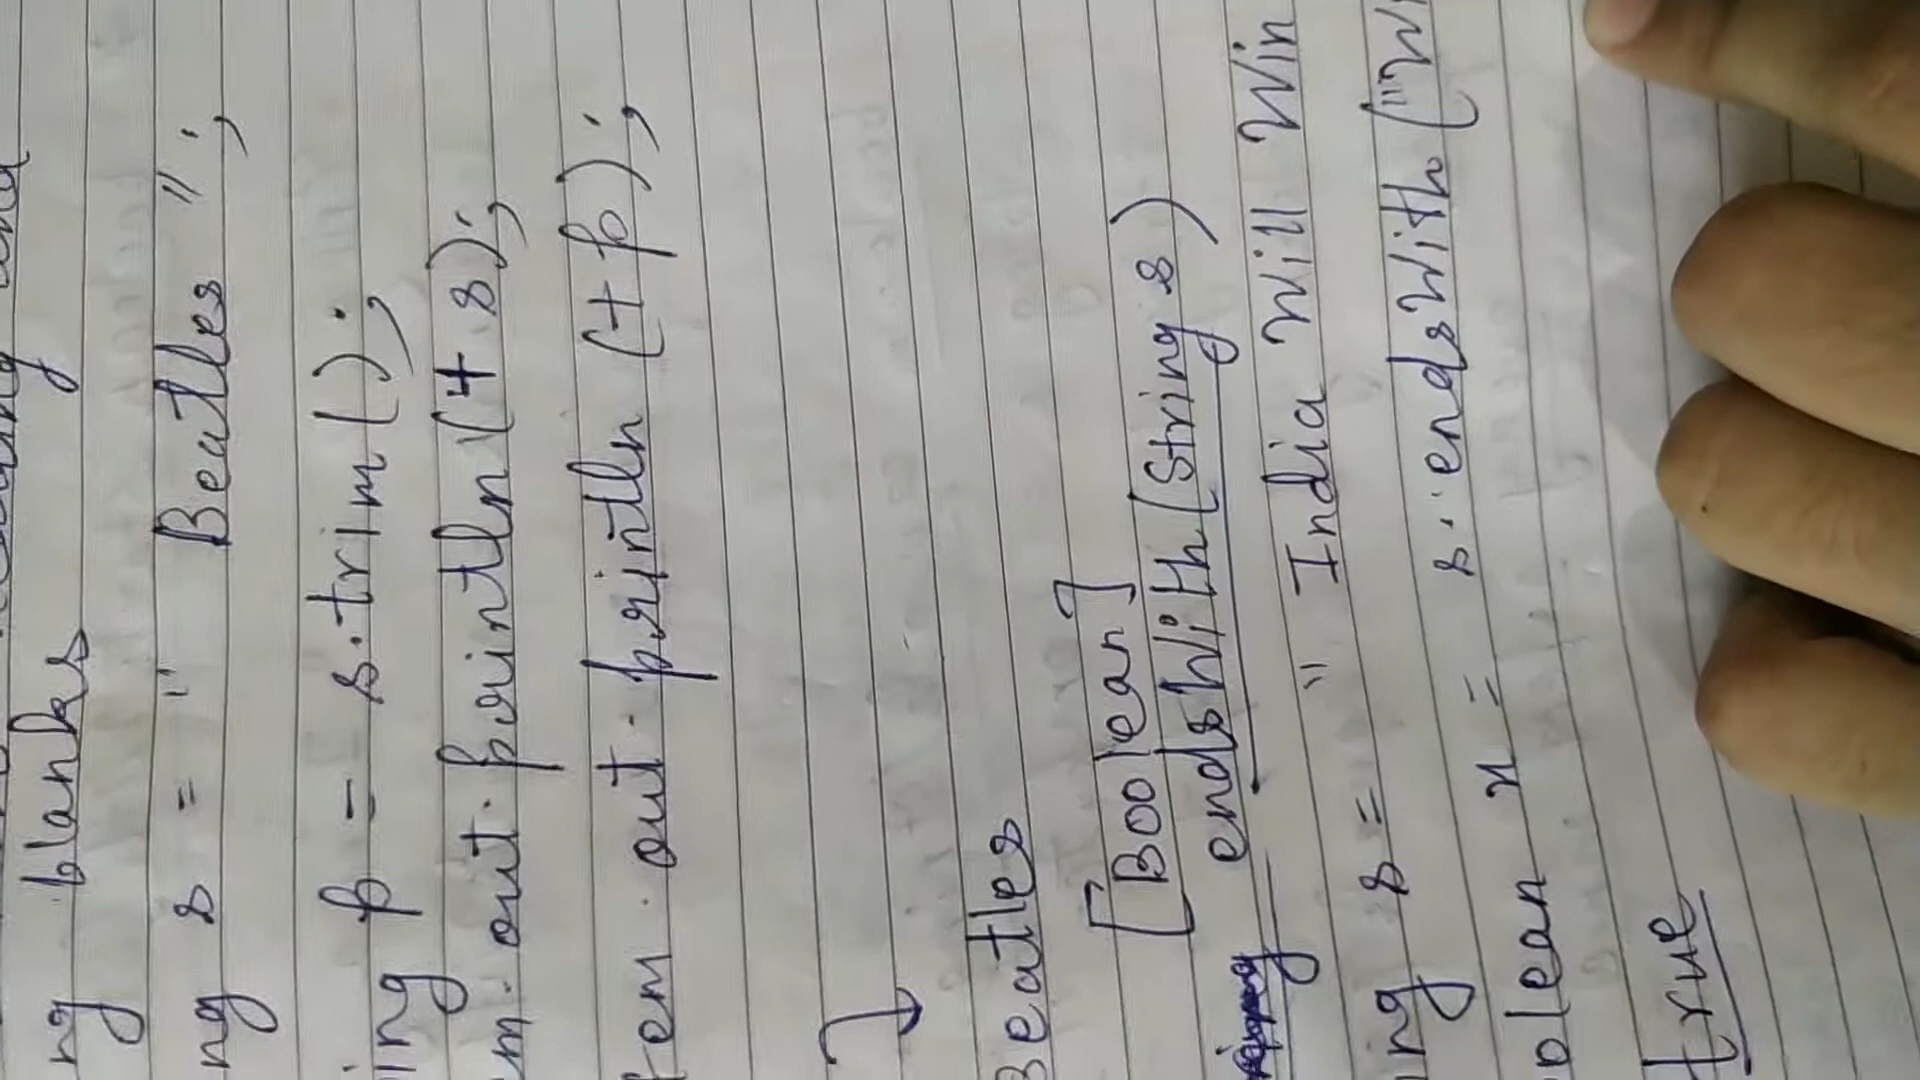 ng blanks
ng s = " Beatles ";
ing p = s.trim();
m.out.println(+s);
tem.out.println(+p);
Beatles
[Boolean]
endsWith(String s)
ing s = " India Will Win
olean x = s.endsWith("W
true